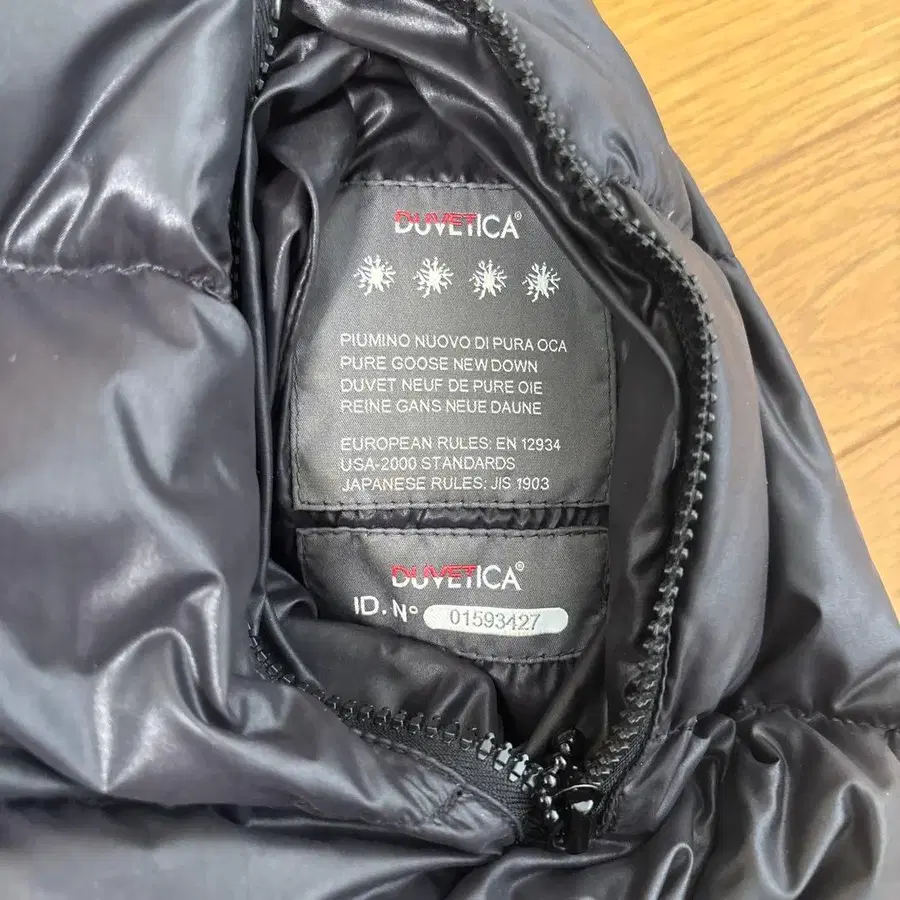 DUVETICA®
PIUMINO NUOVO DI PURA OCA
PURE GOOSE NEW DOWN
DUVET NEUF DE PURE OIE
REINE GANS NEUE DAUNE
EUROPEAN RULES: EN 12934
USA-2000 STANDARDS
JAPANESE RULES: JIS 1903
DUVETICA®
ID. Nº 01593427